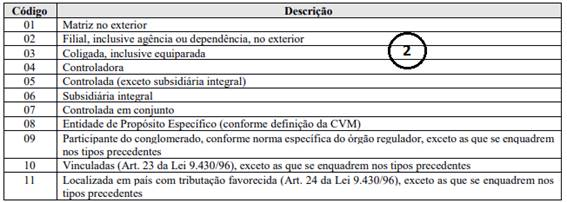 Código Descrição
01 Matriz no exterior
02 Filial, inclusive agência ou dependência, no exterior
03 Coligada, inclusive equiparada
2
04 Controladora
05 Controlada (exceto subsidiária integral)
06 Subsidiária integral
07 Controlada em conjunto
08 Entidade de Propósito Específico (conforme definição da CVM)
09 Participante do conglomerado, conforme norma específica do órgão regulador, exceto as que se enquadrem
nos tipos precedentes
10 Vinculadas (Art. 23 da Lei 9.430/96), exceto as que se enquadrem nos tipos precedentes
11 Localizada em país com tributação favorecida (Art. 24 da Lei 9.430/96), exceto as que se enquadrem nos
tipos precedentes